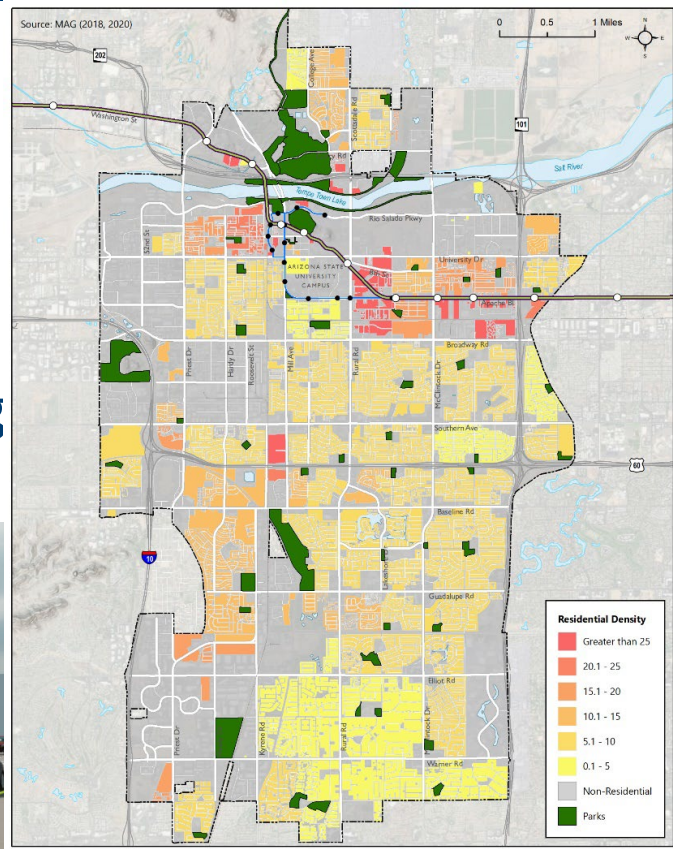 Source: MAG (2018, 2020)
0 0.5 1 Miles
N
W E
S
202
College Ave
Scottsdale Rd
Washington St
101
Salt River
Tempe Town Lake
Rio Salado Pkwy
52nd St
University Dr
ARIZONA STATE
UNIVERSITY
CAMPUS
Apache Bl
Broadway Rd
Priest Dr
Hardy Dr
Roosevelt St
Mill Ave
Rural Rd
McClintock Dr
Southern Ave
60
Baseline Rd
10
Lakeshore Dr
Guadalupe Rd
Residential Density
Greater than 25
20.1 - 25
15.1 - 20
10.1 - 15
5.1 - 10
0.1 - 5
Non-Residential
Parks
Elliot Rd
Priest Dr
Kyrene Rd
Rural Rd
McClintock Dr
Warner Rd